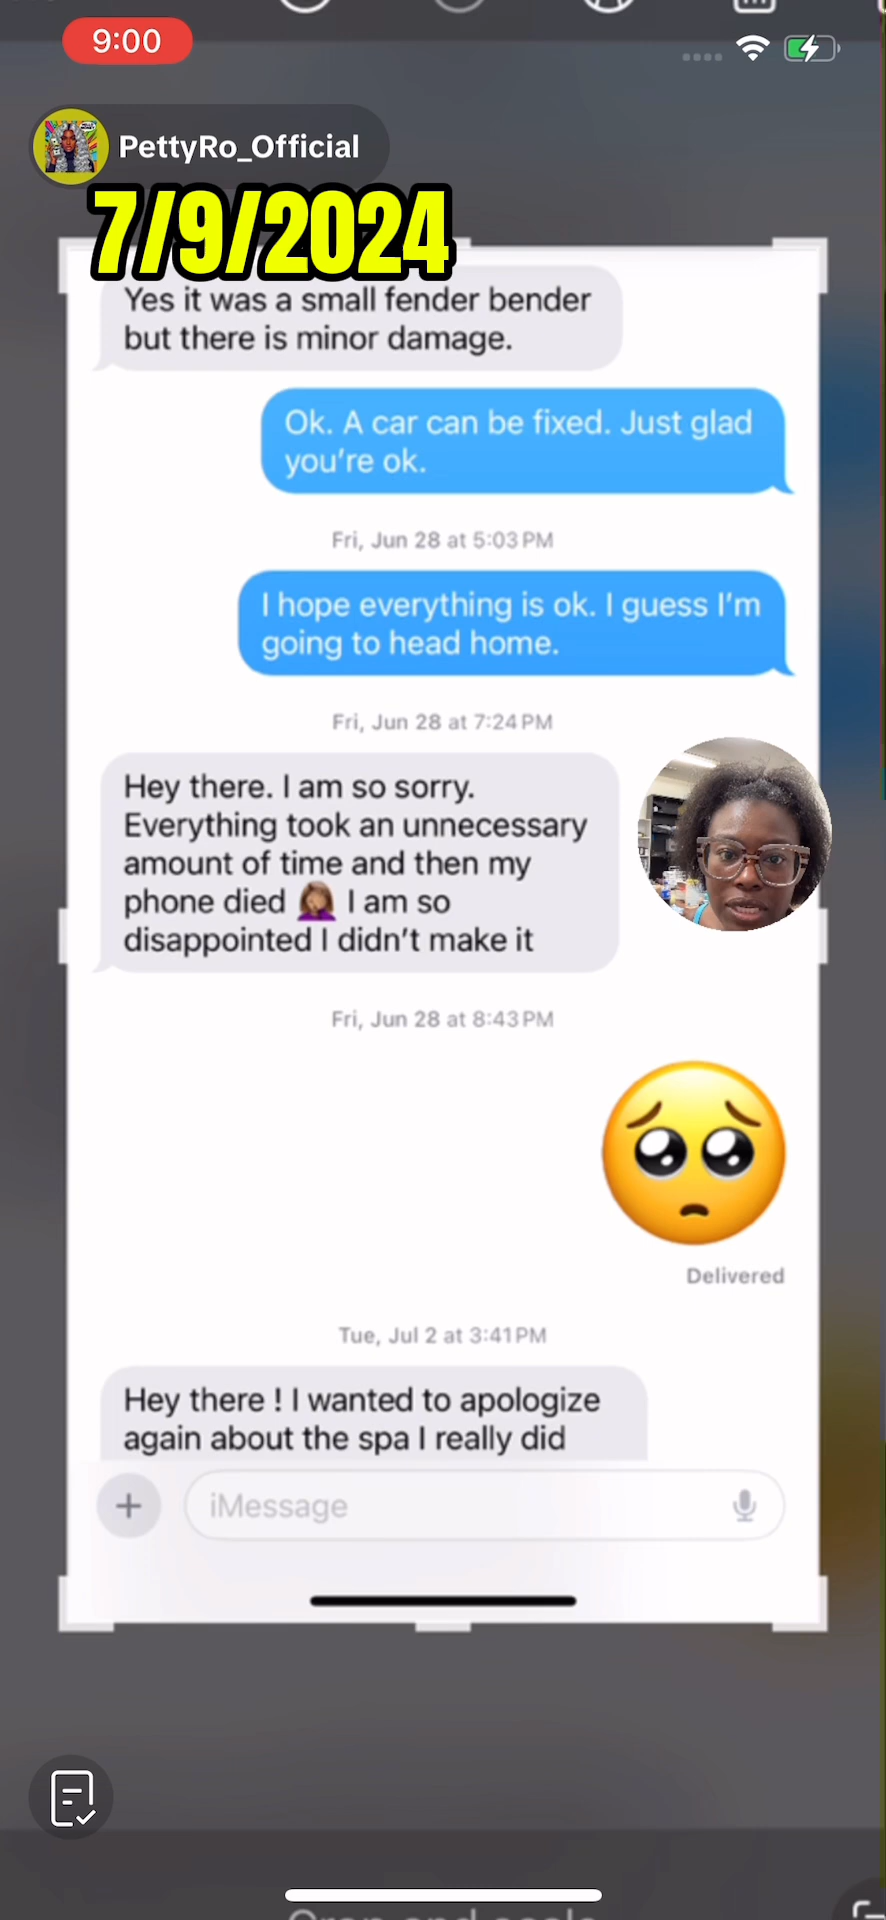 9:00
PettyRo_Official
7/9/2024
Yes it was a small fender bender
but there is minor damage.
Ok. A car can be fixed. Just glad
you're ok.
Fri, Jun 28 at 5:03 PM
I hope everything is ok. I guess I'm
going to head home.
Fri, Jun 28 at 7:24 PM
Hey there. I am so sorry.
Everything took an unnecessary
amount of time and then my
phone died 🤦🏽‍♀️ I am so
disappointed I didn't make it
Fri, Jun 28 at 8:43 PM
🥺
Delivered
Tue, Jul 2 at 3:41 PM
Hey there ! I wanted to apologize
again about the spa I really did
iMessage